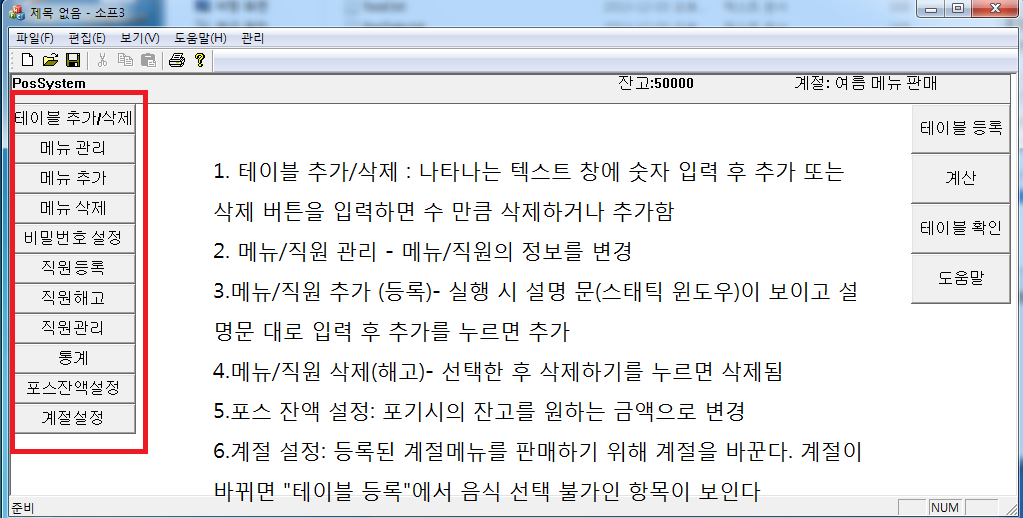 제목 없음 - 소프3
파일(F) 편집(E) 보기(V) 도움말(H) 관리
PosSystem 잔고:50000 계절: 여름 메뉴 판매
테이블 추가/삭제
메뉴 관리
메뉴 추가
메뉴 삭제
비밀번호 설정
직원등록
직원해고
직원관리
통계
포스잔액설정
계절설정
1. 테이블 추가/삭제 : 나타나는 텍스트 창에 숫자 입력 후 추가 또는
삭제 버튼을 입력하면 수 만큼 삭제하거나 추가함
2. 메뉴/직원 관리 - 메뉴/직원의 정보를 변경
3.메뉴/직원 추가 (등록)- 실행 시 설명 문(스태틱 윈도우)이 보이고 설
명문 대로 입력 후 추가를 누르면 추가
4.메뉴/직원 삭제(해고)- 선택한 후 삭제하기를 누르면 삭제됨
5.포스 잔액 설정: 포기시의 잔고를 원하는 금액으로 변경
6.계절 설정: 등록된 계절메뉴를 판매하기 위해 계절을 바꾼다. 계절이
바뀌면 "테이블 등록"에서 음식 선택 불가인 항목이 보인다
테이블 등록
계산
테이블 확인
도움말
준비 NUM